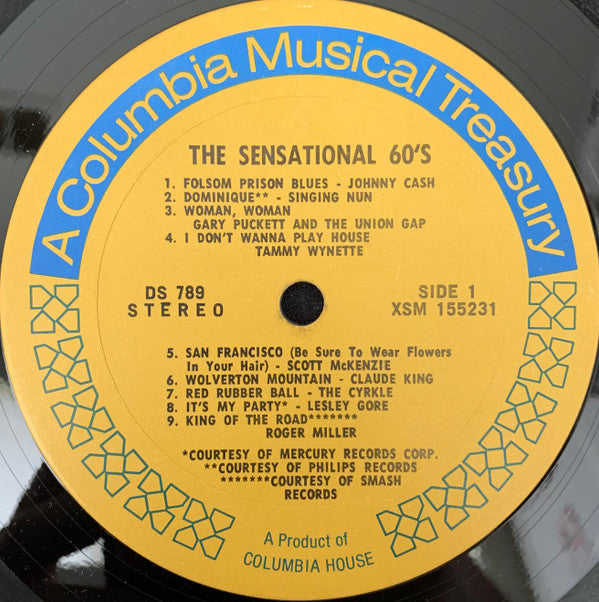 A Columbia Musical Treasury
THE SENSATIONAL 60'S
1. FOLSOM PRISON BLUES - JOHNNY CASH
2. DOMINIQUE** - SINGING NUN
3. WOMAN, WOMAN
GARY PUCKETT AND THE UNION GAP
4. I DON'T WANNA PLAY HOUSE
TAMMY WYNETTE
DS 789
STEREO
SIDE 1
XSM 155231
5. SAN FRANCISCO (Be Sure To Wear Flowers
In Your Hair) - SCOTT McKENZIE
6. WOLVERTON MOUNTAIN - CLAUDE KING
7. RED RUBBER BALL - THE CYRKLE
8. IT'S MY PARTY* - LESLEY GORE
9. KING OF THE ROAD*******
ROGER MILLER
*COURTESY OF MERCURY RECORDS CORP.
**COURTESY OF PHILIPS RECORDS
*******COURTESY OF SMASH
RECORDS
A Product of
COLUMBIA HOUSE